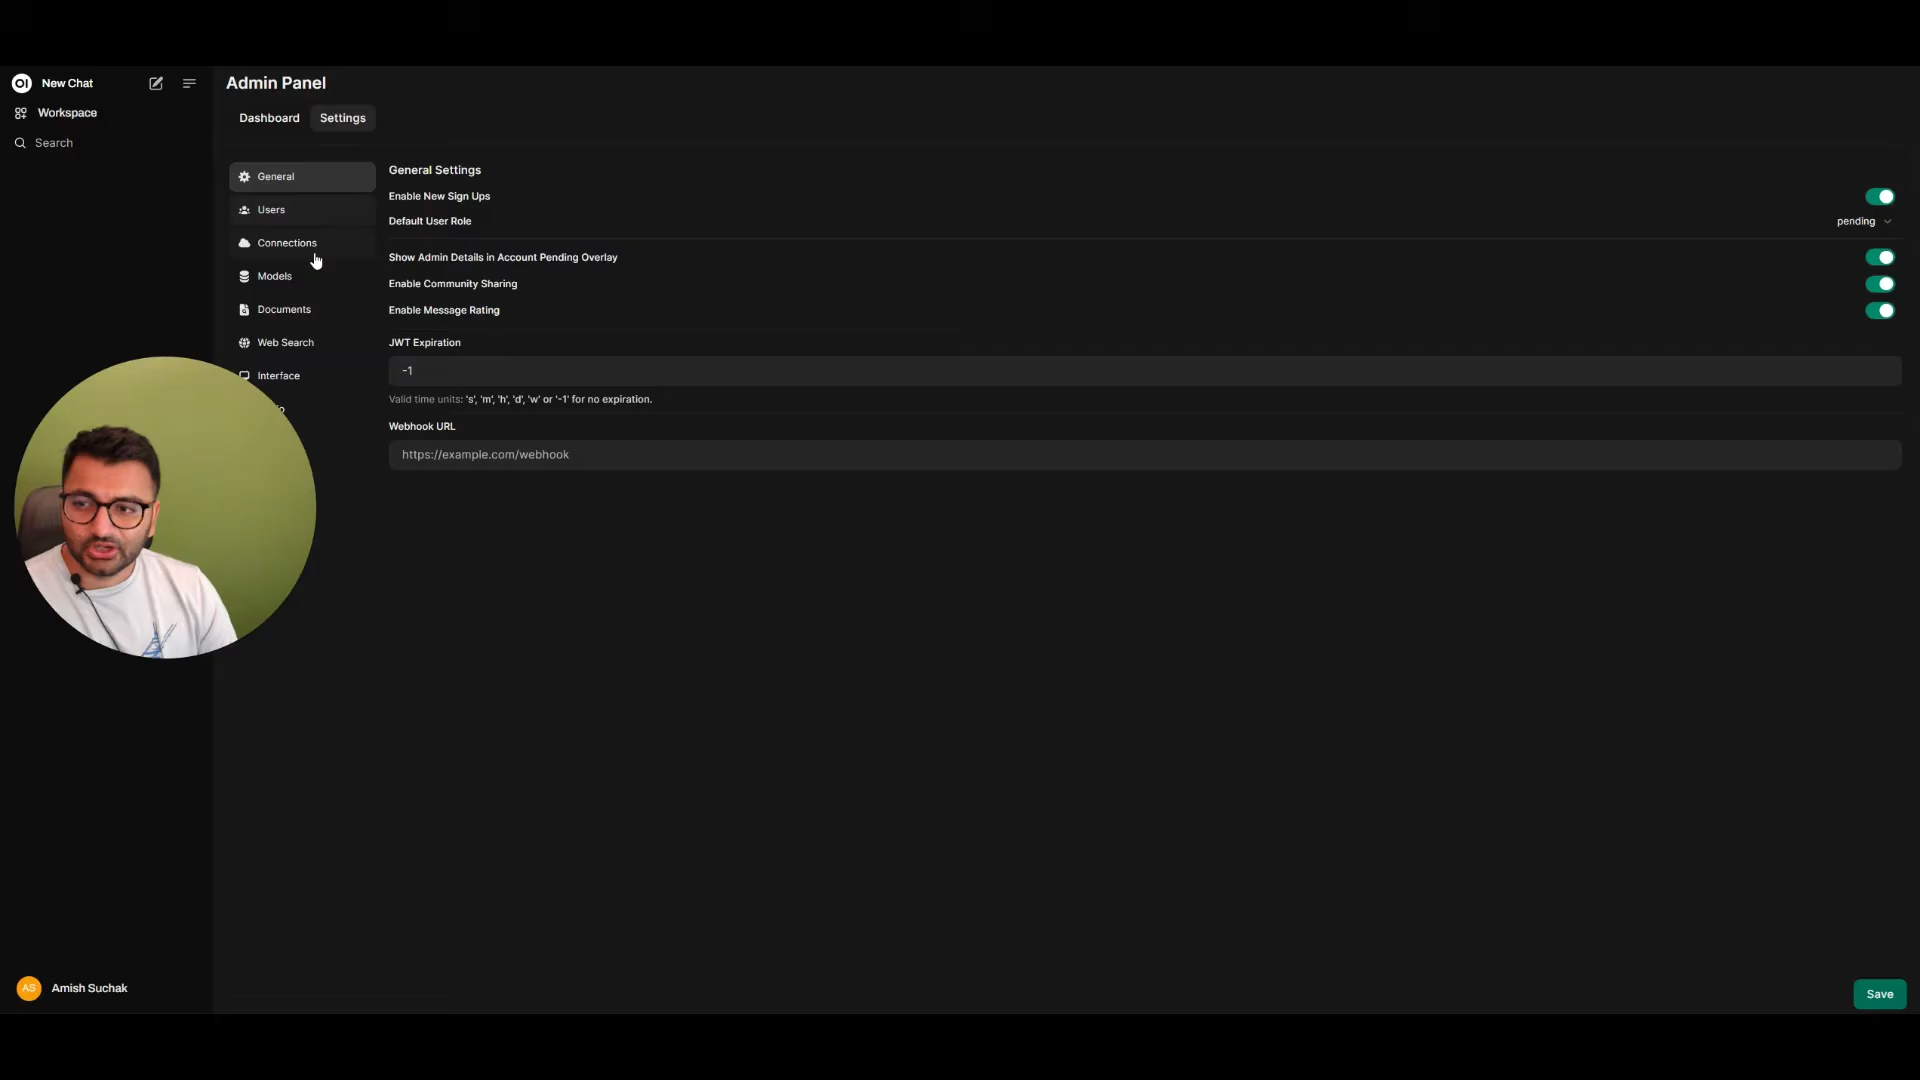 OI New Chat
Workspace
Search
Admin Panel
Dashboard
Settings
General
Users
Connections
Models
Documents
Web Search
Interface
General Settings
Enable New Sign Ups
Default User Role
pending
Show Admin Details in Account Pending Overlay
Enable Community Sharing
Enable Message Rating
JWT Expiration
-1
Valid time units: 's', 'm', 'h', 'd', 'w' or '-1' for no expiration.
Webhook URL
https://example.com/webhook
AS Amish Suchak
Save